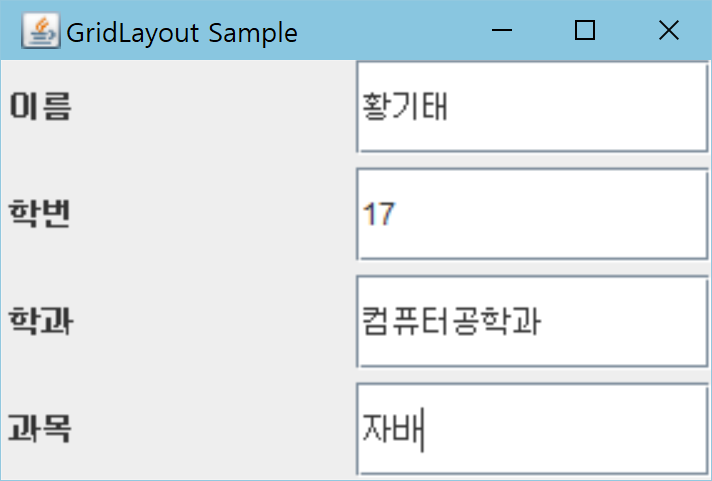 GridLayout Sample
이름 황기태
학번 17
학과 컴퓨터공학과
과목 자배